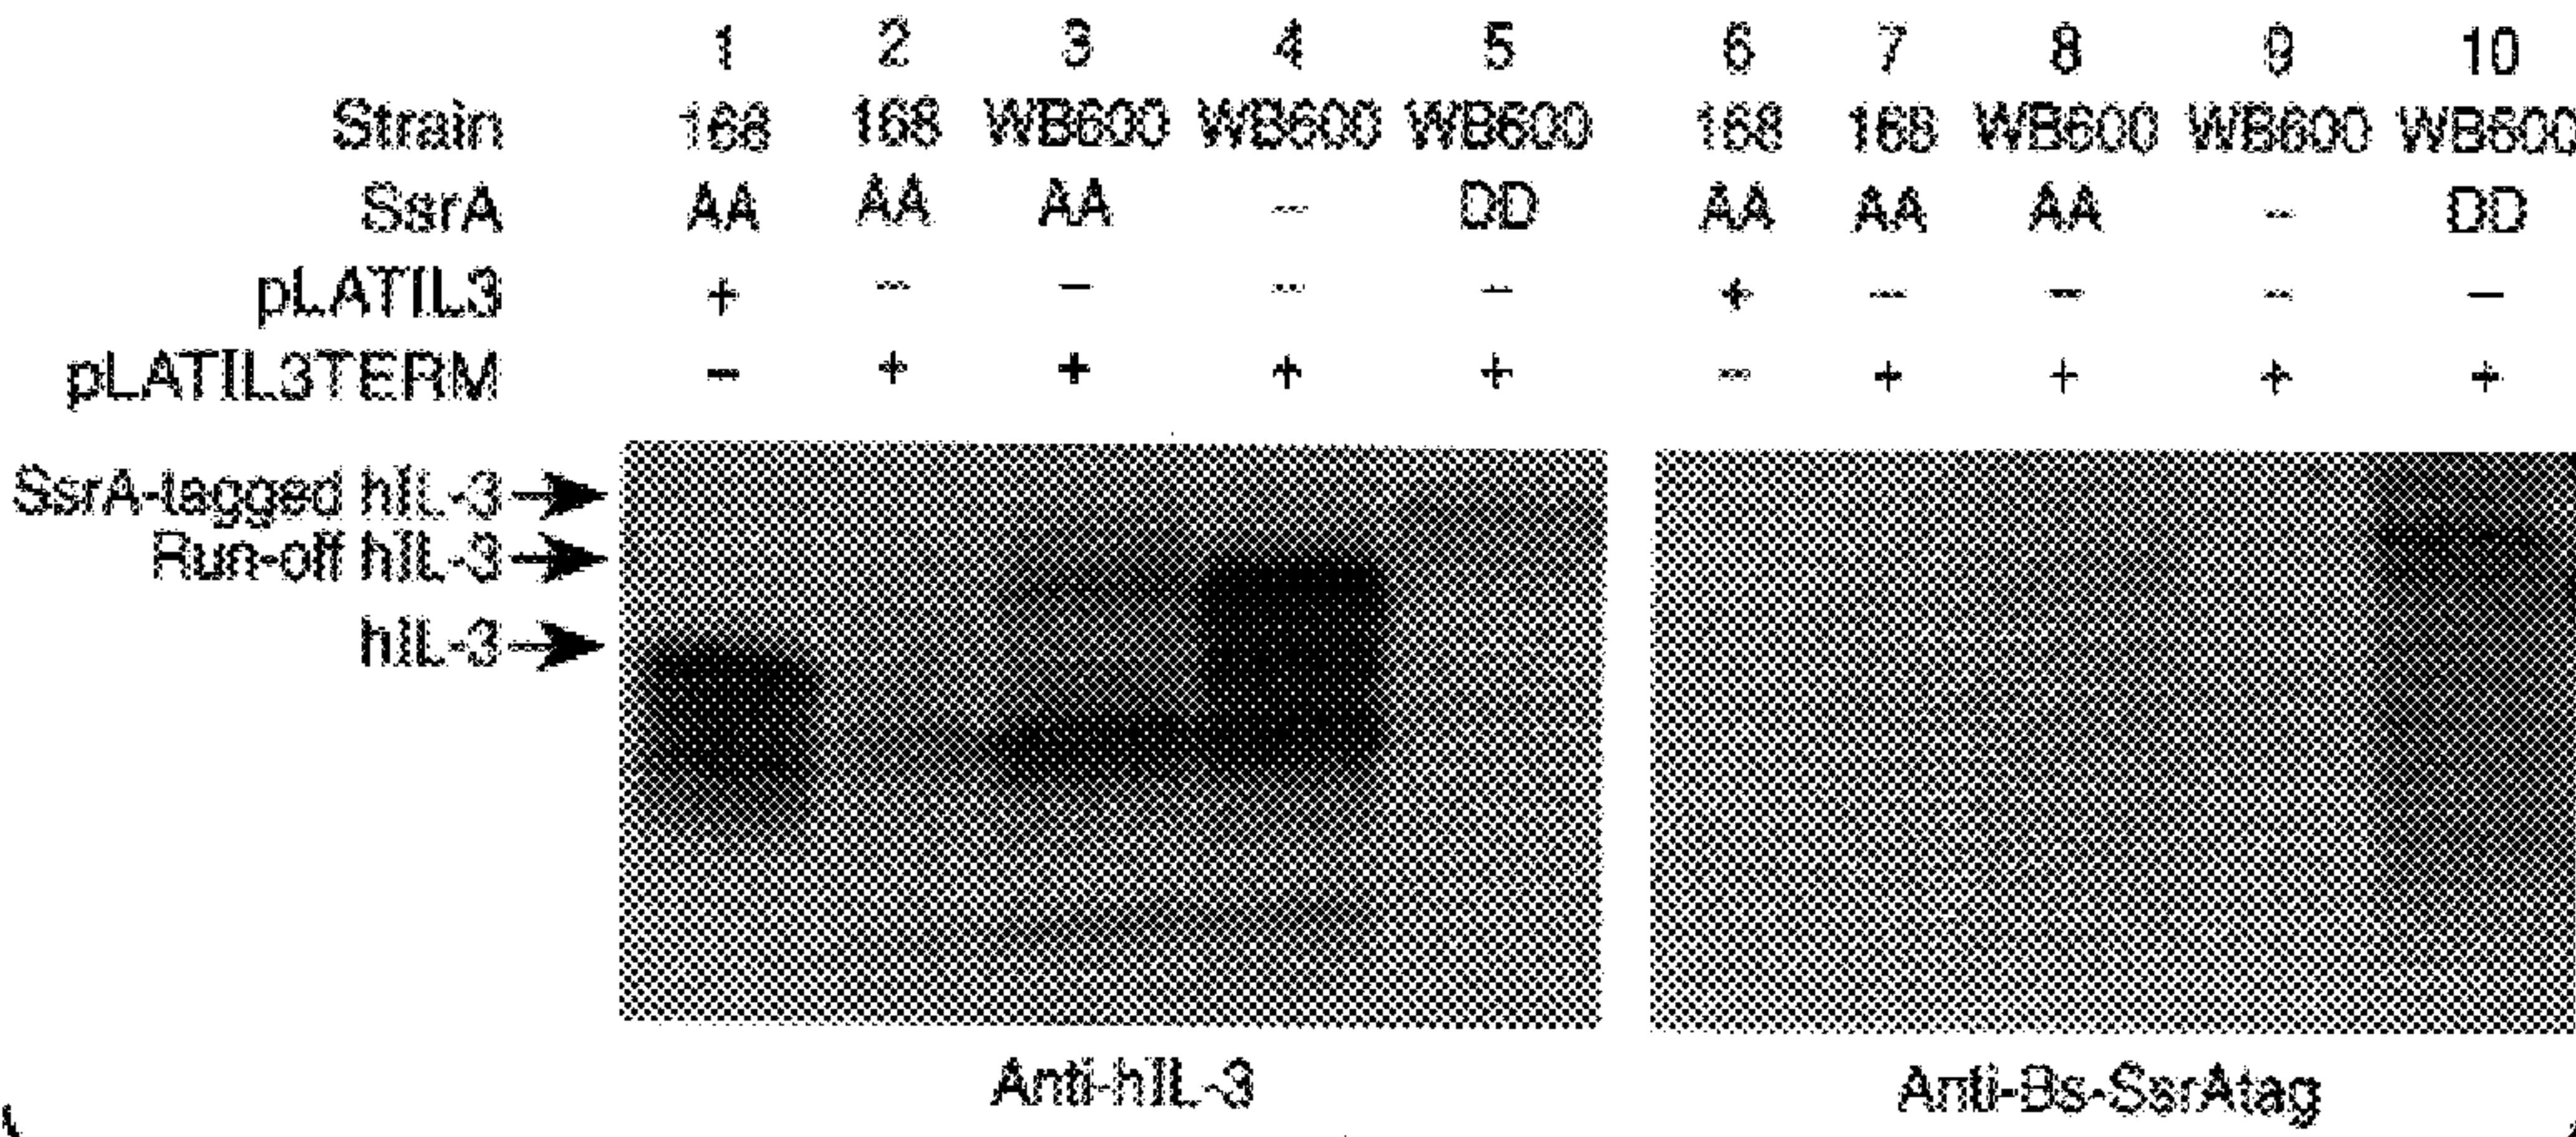 1 2 3 4 5 6 7 8 9 10
Strain 168 168 WB600 WB600 WB600 168 168 WB600 WB600 WB600
SsrA AA AA AA - DD AA AA AA - DD
pLATIL3 + - - - - + - - - -
pLATIL3TERM - + + + + - + + + +
SsrA-tagged hIL-3
Run-off hIL-3
hIL-3
Anti-hIL-3 Anti-Bs-SsrAtag